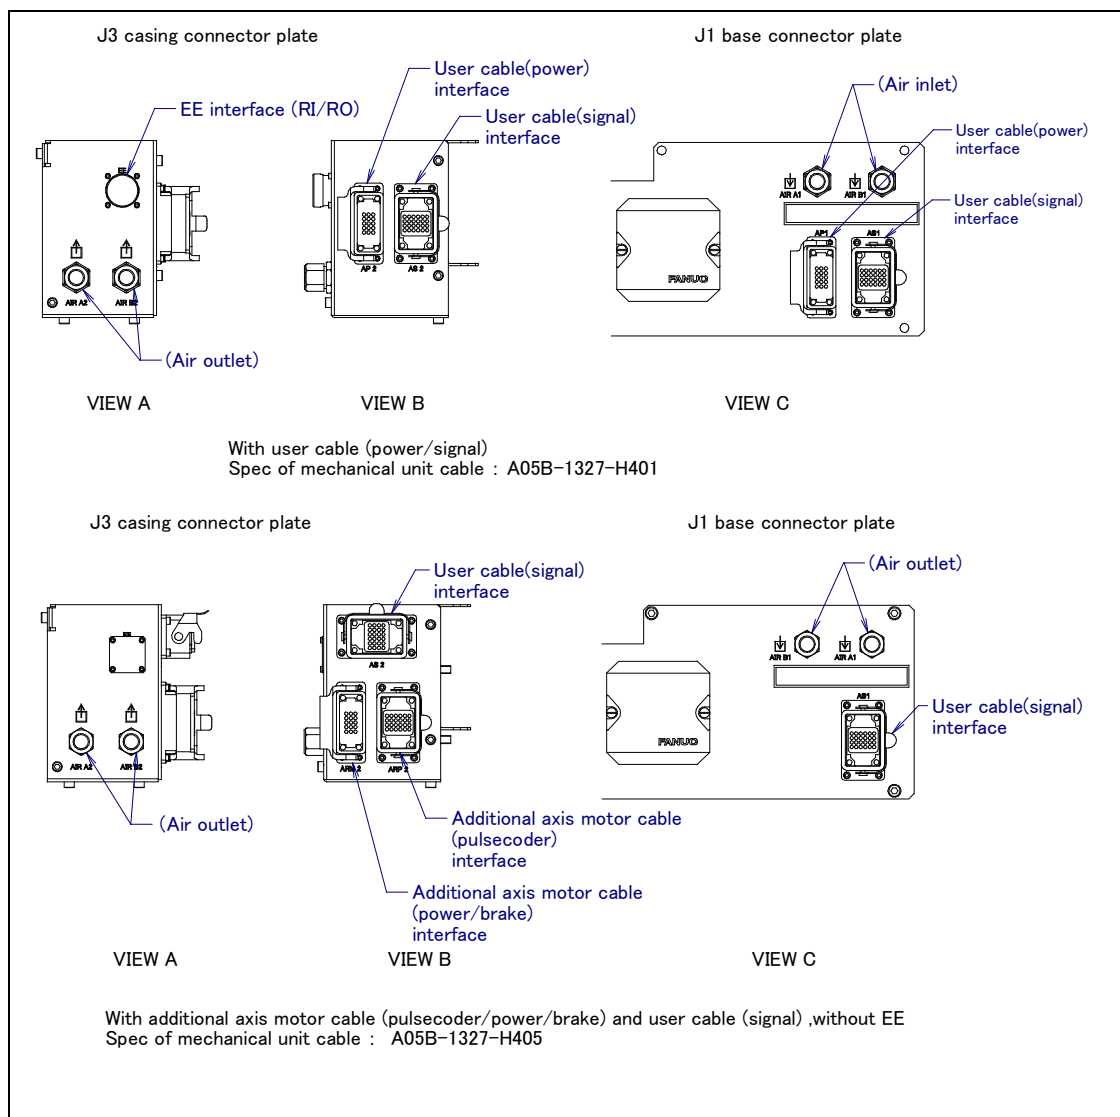 J3 casing connector plate
J1 base connector plate
User cable(power)
interface
(Air inlet)
EE interface (RI/RO)
User cable(signal)
interface
User cable(power)
interface
EE
AIR A1
AIR B1
User cable(signal)
interface
AP1
AS1
AP 2
AS 2
FANUC
AIR A2
AIR B2
(Air outlet)
VIEW A
VIEW B
VIEW C
With user cable (power/signal)
Spec of mechanical unit cable : A05B-1327-H401
J3 casing connector plate
J1 base connector plate
User cable(signal)
interface
(Air outlet)
AIR B1
AIR A1
AS 2
AS1
User cable(signal)
interface
FANUC
AIR A2
AIR B2
ARM 2
ARP 2
(Air outlet)
Additional axis motor cable
(pulsecoder)
interface
Additional axis motor cable
(power/brake)
interface
VIEW A
VIEW B
VIEW C
With additional axis motor cable (pulsecoder/power/brake) and user cable (signal) ,without EE
Spec of mechanical unit cable : A05B-1327-H405